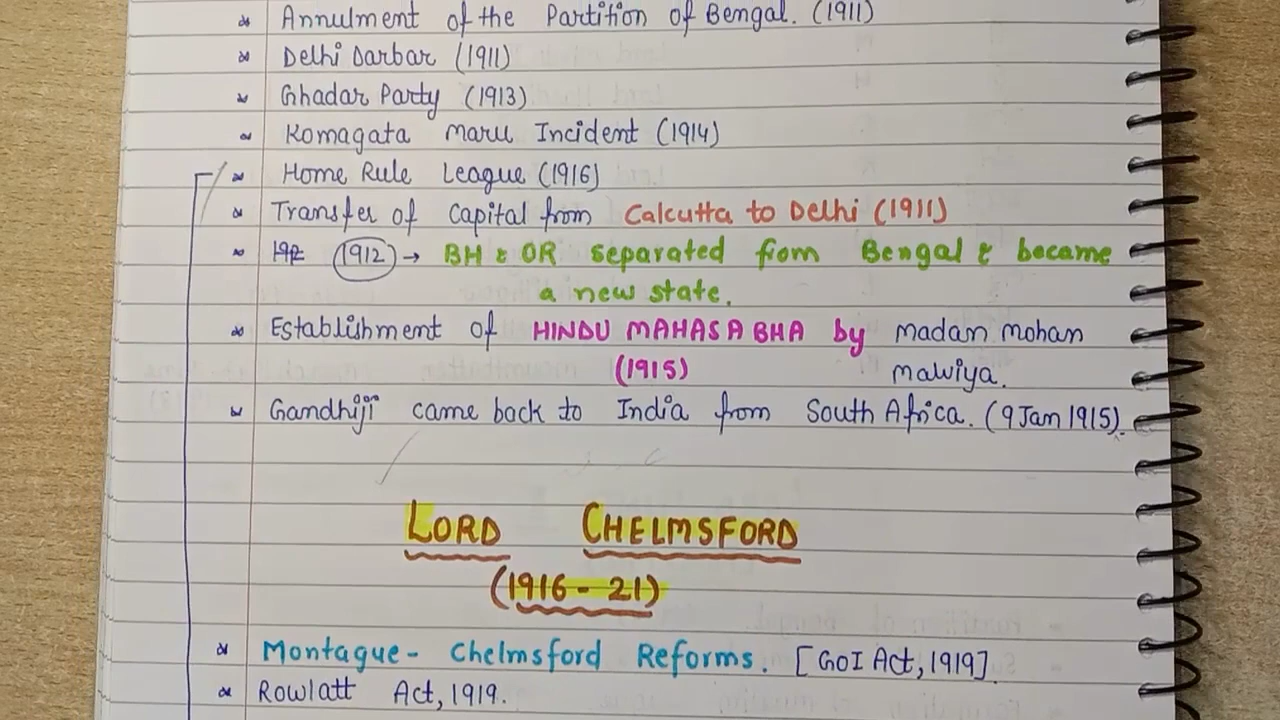 Annulment of the Partition of Bengal. (1911)
Delhi Darbar (1911)
Ghadar Party (1913)
Komagata maru Incident (1914)
Home Rule League (1916)
Transfer of Capital from Calcutta to Delhi (1911)
1912 → BH & OR separated from Bengal & became
a new state.
Establishment of HINDU MAHASABHA by madan mohan
(1915) malviya.
Gandhiji came back to India from South Africa. (9 Jan 1915).
LORD CHELMSFORD
(1916-21)
Montague- Chelmsford Reforms. [GoI Act, 1919].
Rowlatt Act, 1919.